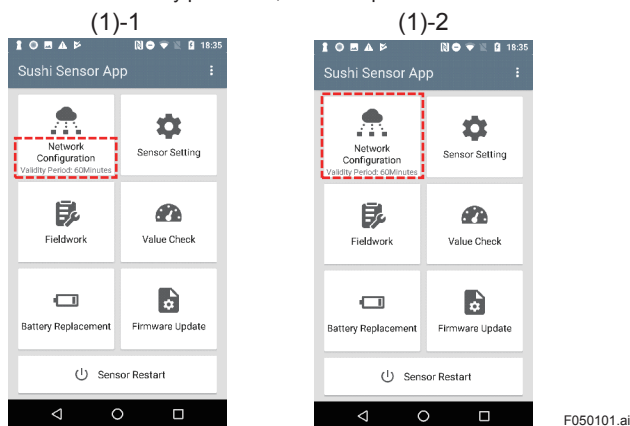 (1)-1
(1)-2
18:35
18:35
Sushi Sensor App
Sushi Sensor App
Network
Configuration
Validity Period: 60Minutes
Sensor Setting
Network
Configuration
Validity Period: 60Minutes
Sensor Setting
Fieldwork
Value Check
Fieldwork
Value Check
Battery Replacement
Firmware Update
Battery Replacement
Firmware Update
Sensor Restart
Sensor Restart
F050101.ai